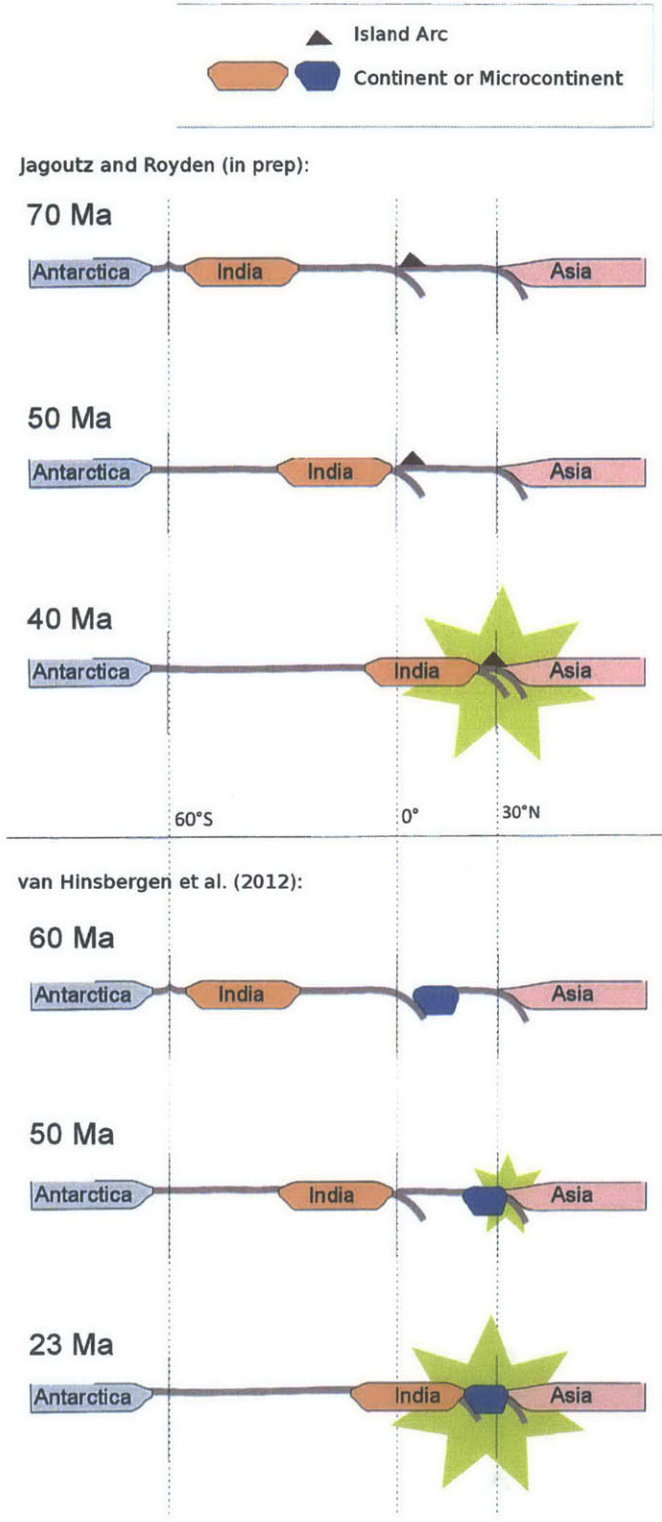 Island Arc
Continent or Microcontinent
Jagoutz and Royden (in prep):
70 Ma
Antarctica India Asia
50 Ma
Antarctica India Asia
40 Ma
Antarctica India Asia
60°S 0° 30°N
van Hinsbergen et al. (2012):
60 Ma
Antarctica India Asia
50 Ma
Antarctica India Asia
23 Ma
Antarctica India Asia